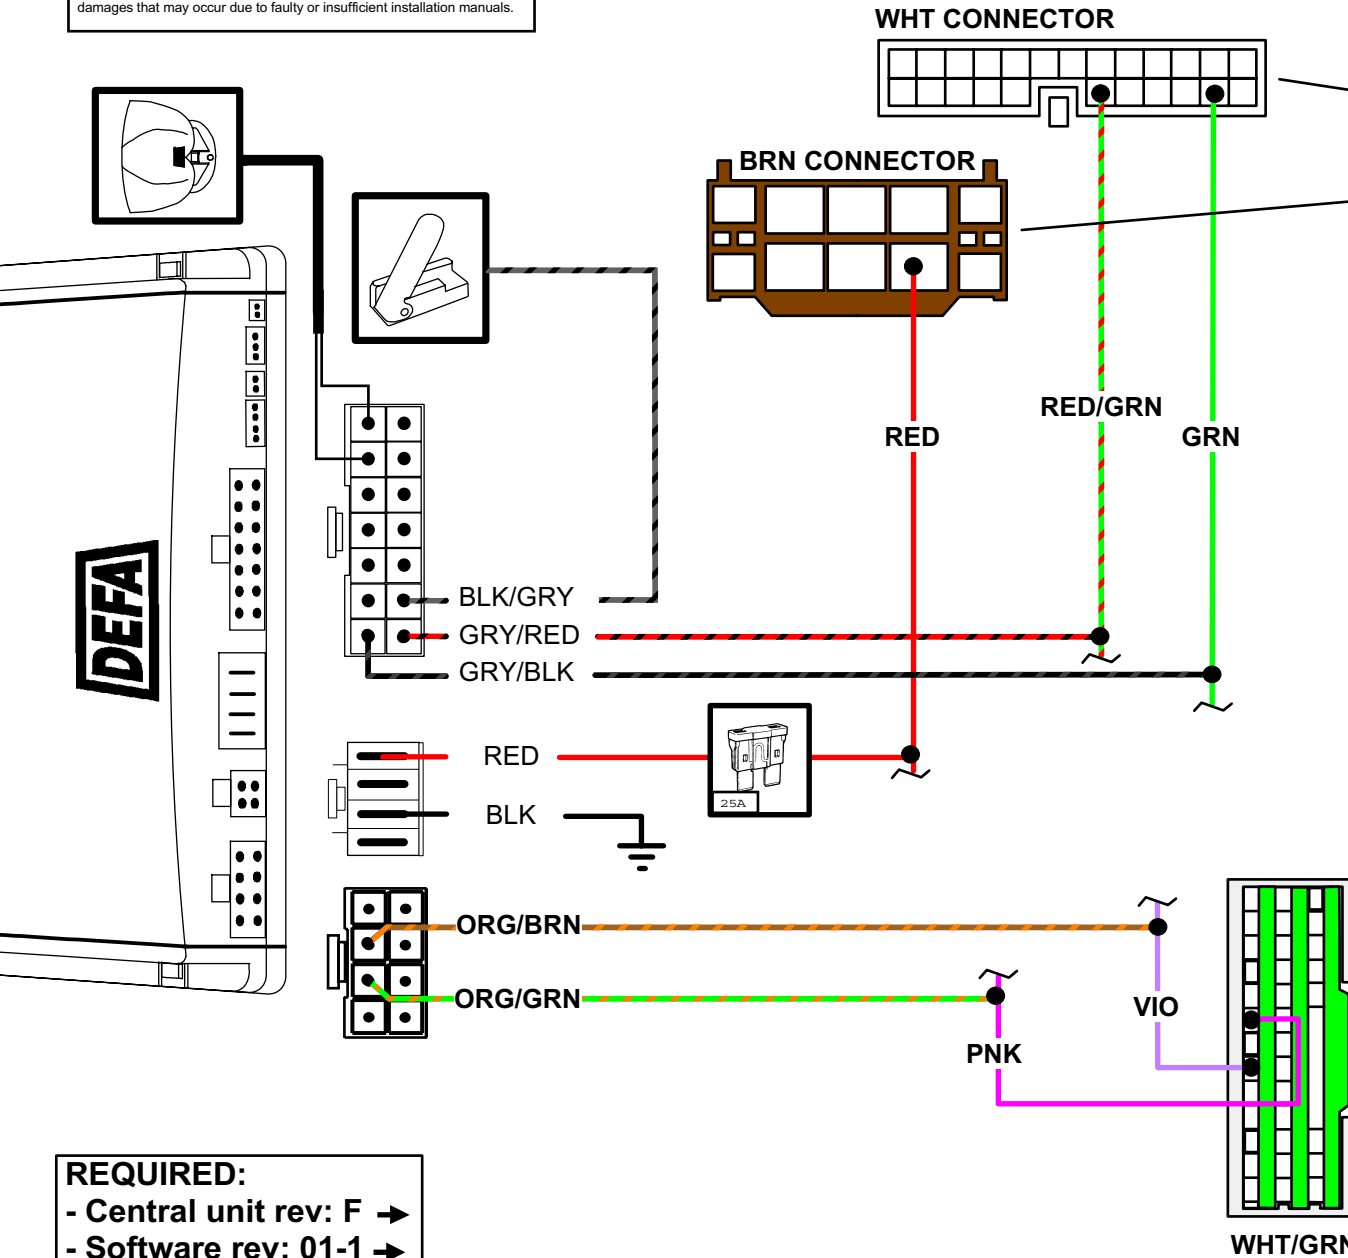 damages that may occur due to faulty or insufficient installation manuals.
WHT CONNECTOR
BRN CONNECTOR
RED/GRN
RED
GRN
DEFA
BLK/GRY
GRY/RED
GRY/BLK
RED
25A
BLK
ORG/BRN
ORG/GRN
VIO
PNK
REQUIRED:
- Central unit rev: F →
- Software rev: 01-1 →
WHT/GRN